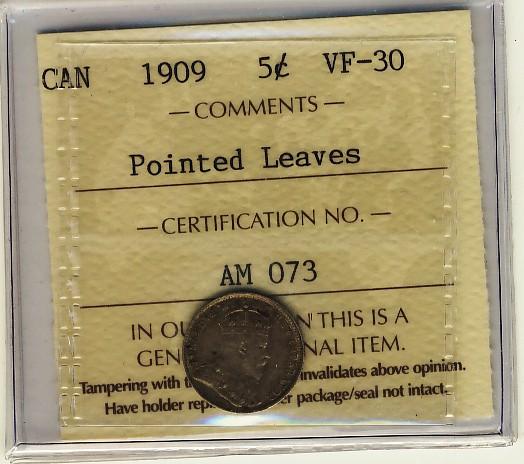 CAN 1909 5¢ VF-30
— COMMENTS —
Pointed Leaves
— CERTIFICATION NO. —
AM 073
IN OU N THIS IS A
GEN NAL ITEM.
Tampering with t invalidates above opinion.
Have holder rep r package/seal not intact.